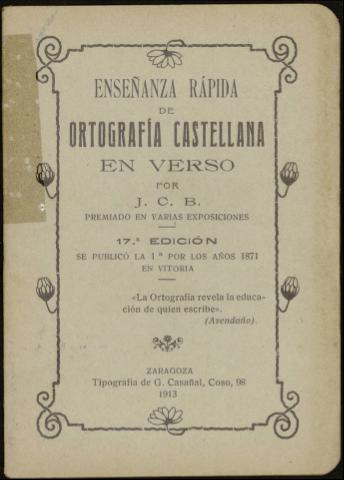 ENSEÑANZA RÁPIDA
DE
ORTOGRAFÍA CASTELLANA
EN VERSO
POR
J. C. B.
PREMIADO EN VARIAS EXPOSICIONES
17.ª EDICIÓN
SE PUBLICÓ LA 1ª POR LOS AÑOS 1871
EN VITORIA
«La Ortografía revela la educa-
ción de quien escribe».
(Avendaño).
ZARAGOZA
Tipografía de G. Casañal, Coso, 98
1913